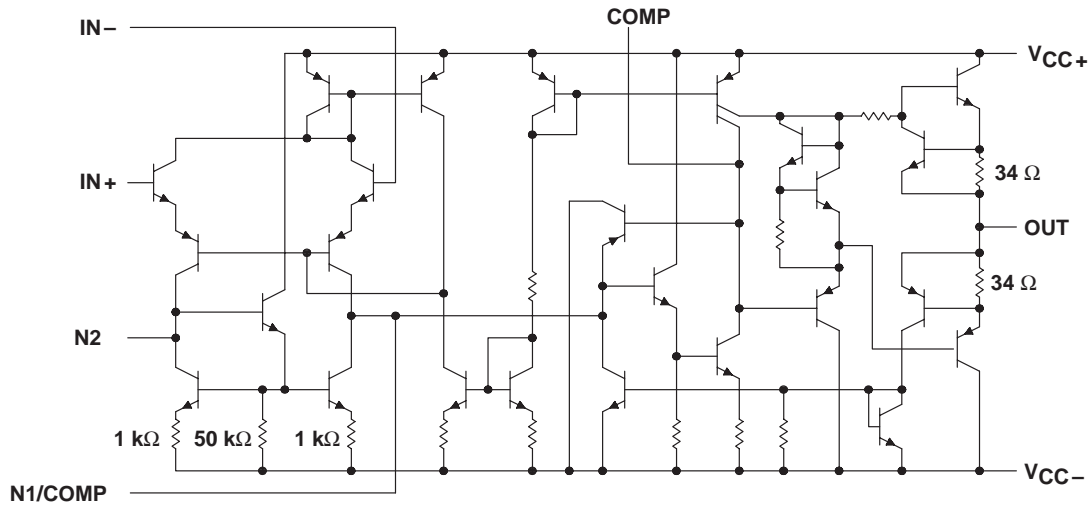 IN−
COMP
VCC+
IN+
34 Ω
OUT
34 Ω
N2
1 kΩ
50 kΩ
1 kΩ
N1/COMP
VCC−